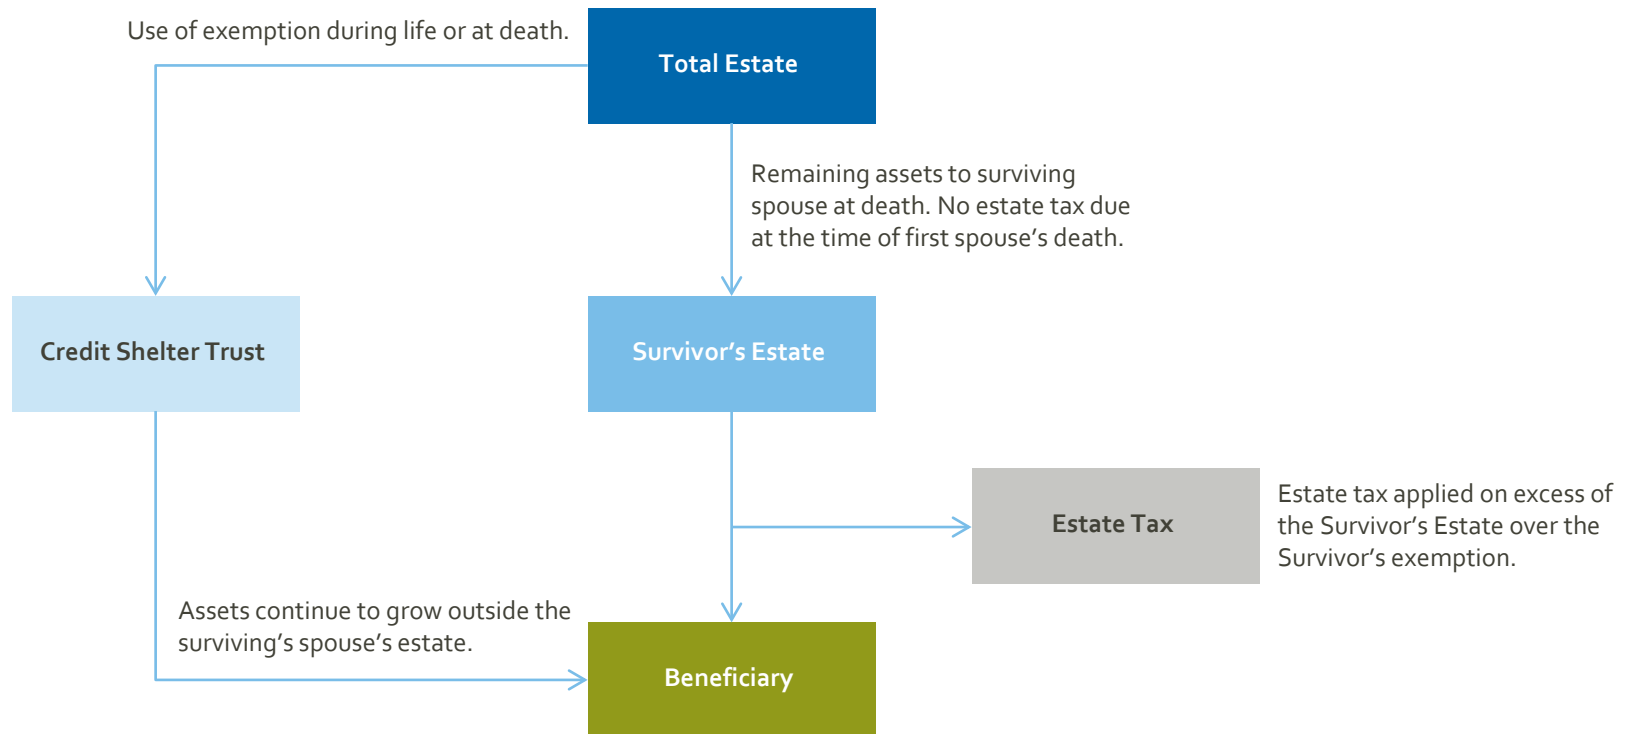 Use of exemption during life or at death.
Total Estate
Remaining assets to surviving
spouse at death. No estate tax due
at the time of first spouse’s death.
Credit Shelter Trust
Survivor’s Estate
Estate Tax
Estate tax applied on excess of
the Survivor’s Estate over the
Survivor’s exemption.
Assets continue to grow outside the
surviving’s spouse’s estate.
Beneficiary